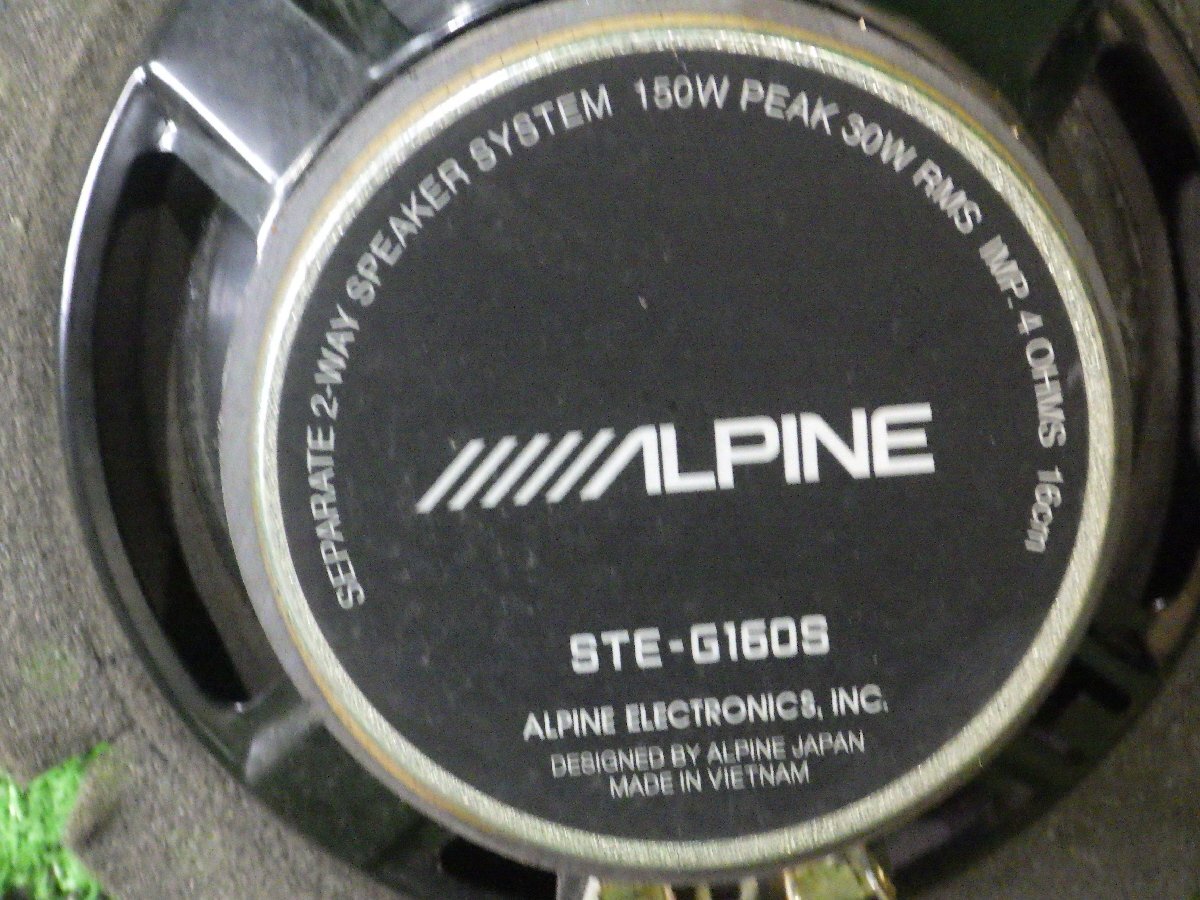 SEPARATE 2-WAY SPEAKER SYSTEM 150W PEAK 30W RMS IMP. 4 OHMS 16cm
ALPINE
STE-G160S
ALPINE ELECTRONICS, INC.
DESIGNED BY ALPINE JAPAN
MADE IN VIETNAM